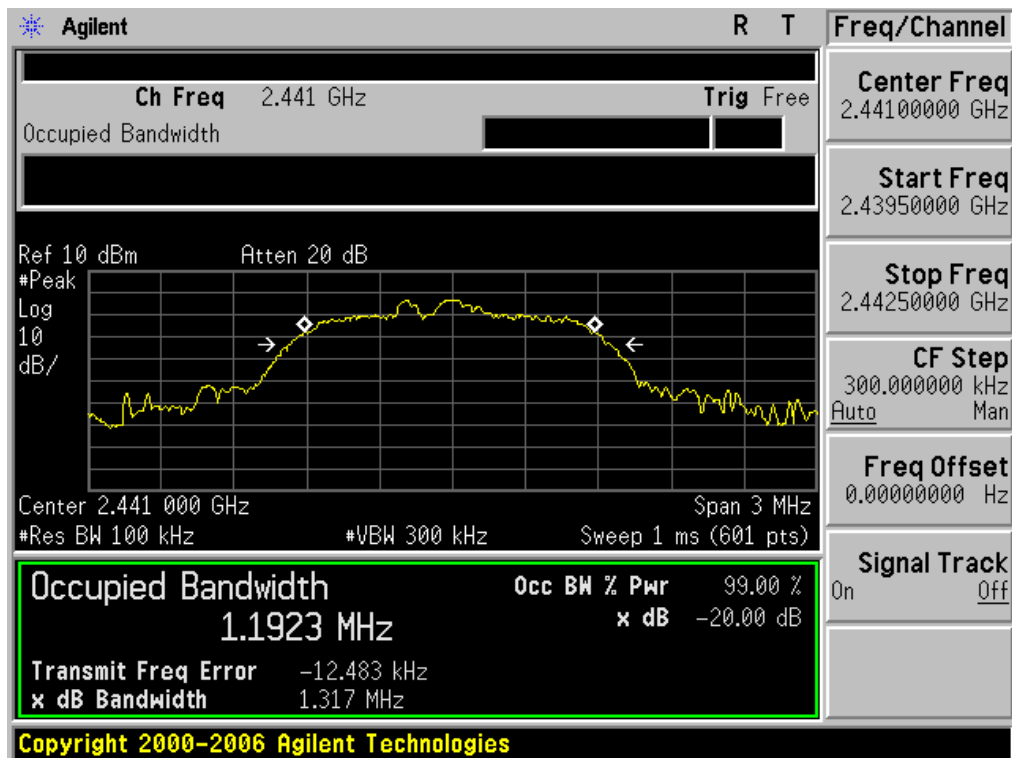 Agilent R T Freq/Channel
Ch Freq 2.441 GHz Trig Free
Occupied Bandwidth
Center Freq
2.44100000 GHz
Start Freq
2.43950000 GHz
Stop Freq
2.44250000 GHz
CF Step
300.000000 kHz
Auto Man
Freq Offset
0.00000000 Hz
Signal Track
On Off
Ref 10 dBm Atten 20 dB
#Peak
Log
10
dB/
Center 2.441 000 GHz Span 3 MHz
#Res BW 100 kHz #VBW 300 kHz Sweep 1 ms (601 pts)
Occupied Bandwidth Occ BW % Pwr 99.00 %
1.1923 MHz x dB -20.00 dB
Transmit Freq Error -12.483 kHz
x dB Bandwidth 1.317 MHz
Copyright 2000-2006 Agilent Technologies